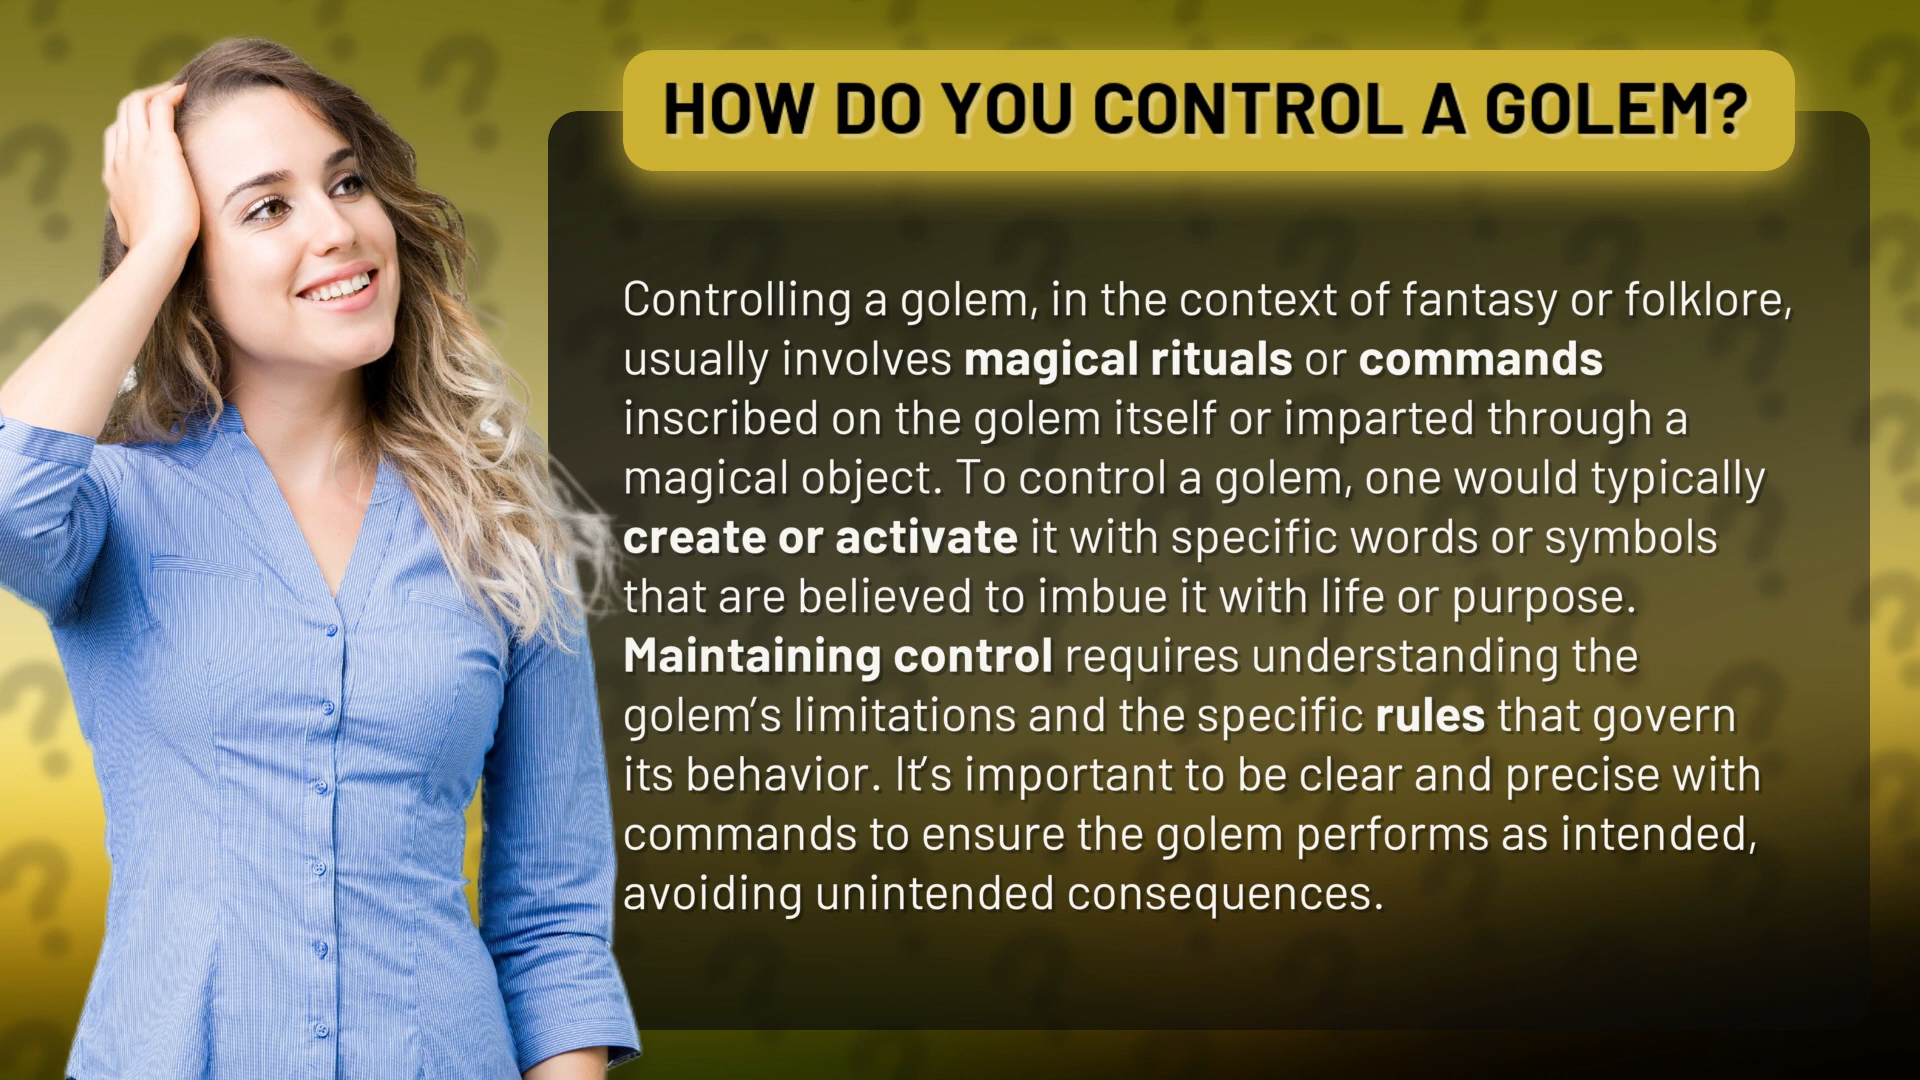 HOW DO YOU CONTROL A GOLEM?
Controlling a golem, in the context of fantasy or folklore,
usually involves magical rituals or commands
inscribed on the golem itself or imparted through a
magical object. To control a golem, one would typically
create or activate it with specific words or symbols
that are believed to imbue it with life or purpose.
Maintaining control requires understanding the
golem's limitations and the specific rules that govern
its behavior. It's important to be clear and precise with
commands to ensure the golem performs as intended,
avoiding unintended consequences.